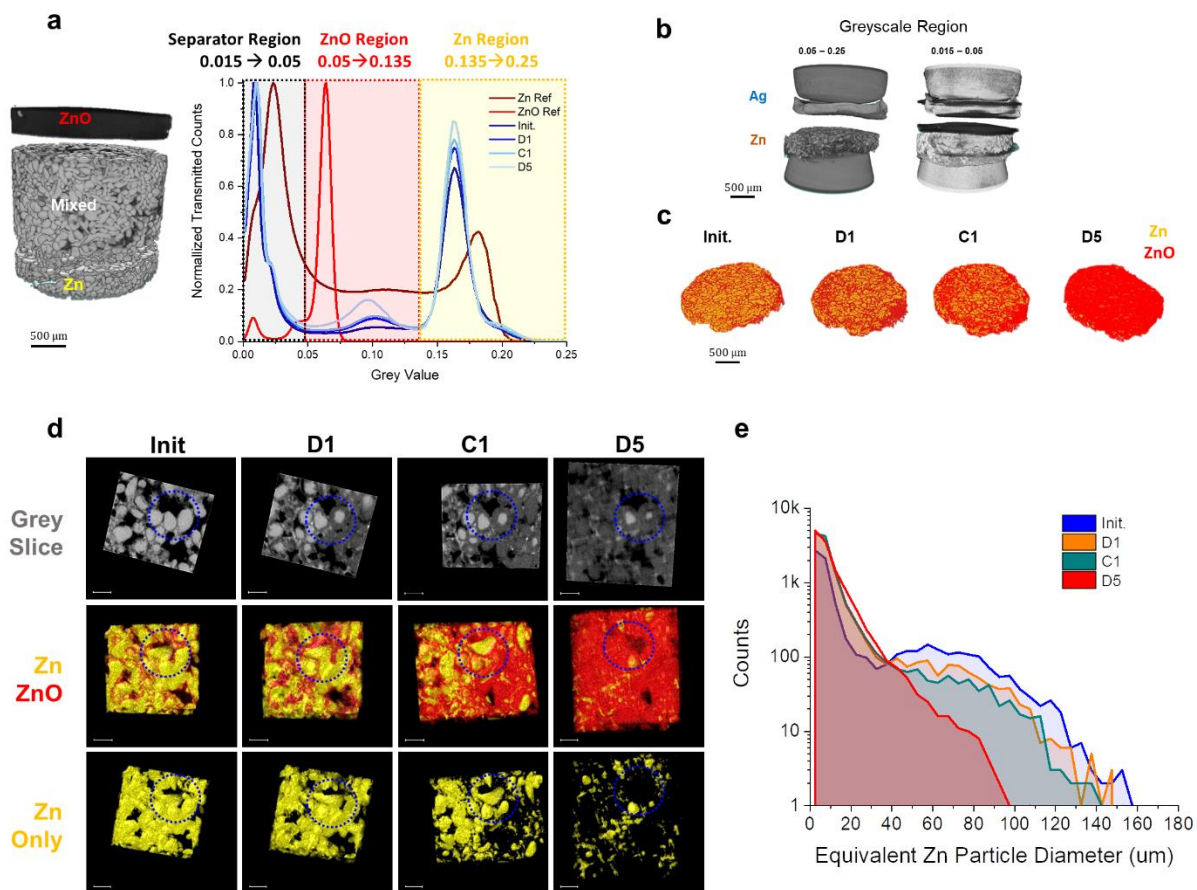 a
Separator Region
0.015 → 0.05
ZnO Region
0.05→0.135
Zn Region
0.135→0.25
ZnO
Mixed
Zn
500 µm
Normallized Transmitted Counts
1.0
0.8
0.6
0.4
0.2
0.0
0.00 0.05 0.10 0.15 0.20 0.25
Grey Value
Zn Ref
ZnO Ref
Init.
D1
C1
D5
b
Greyscale Region
0.05 – 0.25 0.015 – 0.05
Ag
Zn
500 µm
c
Init. D1 C1 D5
Zn
ZnO
500 µm
d
Init D1 C1 D5
Grey
Slice
Zn
ZnO
Zn
Only
e
Counts
10k
1k
100
10
1
0 20 40 60 80 100 120 140 160 180
Equivalent Zn Particle Diameter (um)
Init.
D1
C1
D5